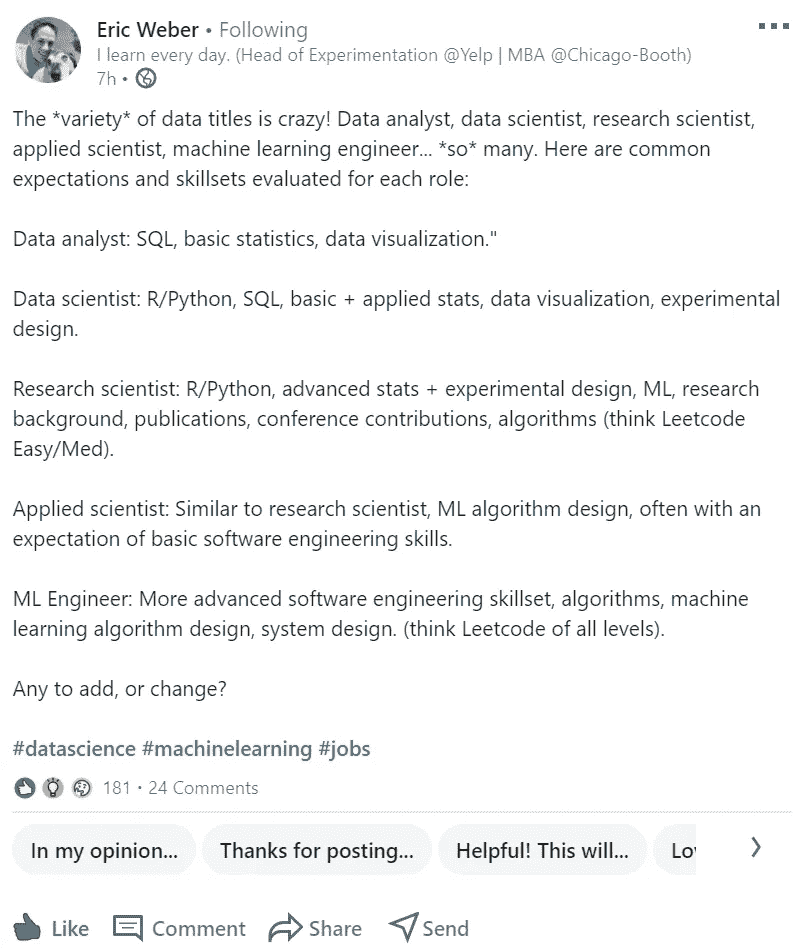 Eric Weber • Following
I learn every day. (Head of Experimentation @Yelp | MBA @Chicago-Booth)
7h •
The *variety* of data titles is crazy! Data analyst, data scientist, research scientist,
applied scientist, machine learning engineer... *so* many. Here are common
expectations and skillsets evaluated for each role:
Data analyst: SQL, basic statistics, data visualization."
Data scientist: R/Python, SQL, basic + applied stats, data visualization, experimental
design.
Research scientist: R/Python, advanced stats + experimental design, ML, research
background, publications, conference contributions, algorithms (think Leetcode
Easy/Med).
Applied scientist: Similar to research scientist, ML algorithm design, often with an
expectation of basic software engineering skills.
ML Engineer: More advanced software engineering skillset, algorithms, machine
learning algorithm design, system design. (think Leetcode of all levels).
Any to add, or change?
#datascience #machinelearning #jobs
181 • 24 Comments
In my opinion... Thanks for posting... Helpful! This will...
Like Comment Share Send